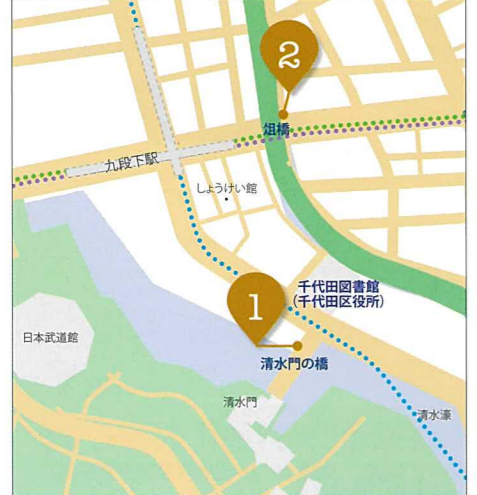 2
俎橋
九段下駅
しょうけい館
千代田図書館
(千代田区役所)
1
日本武道館
清水門の橋
清水門
清水濠